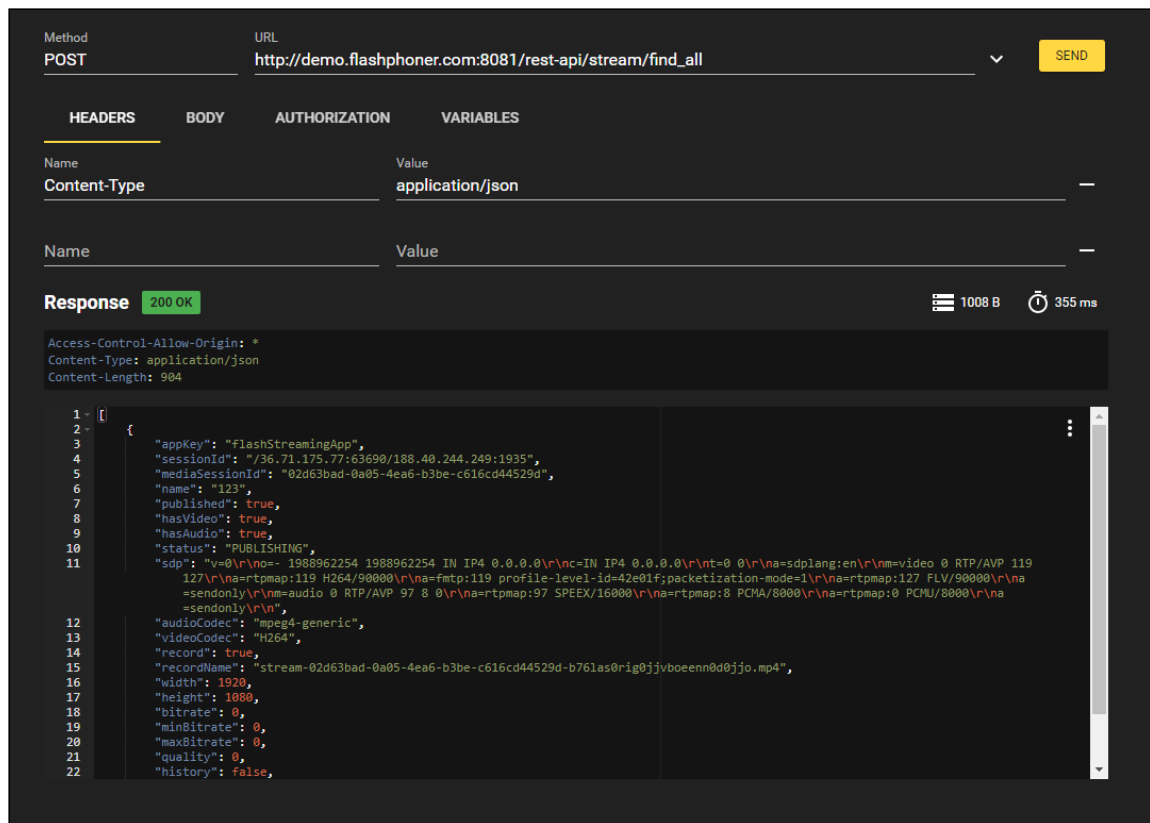 Method URL
POST http://demo.flashphoner.com:8081/rest-api/stream/find_all SEND
HEADERS BODY AUTHORIZATION VARIABLES
Name Value
Content-Type application/json
Name Value
Response 200 OK 1008 B 355 ms
Access-Control-Allow-Origin: *
Content-Type: application/json
Content-Length: 904
1 [
2 {
3 "appKey": "flashStreamingApp",
4 "sessionId": "/36.71.175.77:63690/188.40.244.249:1935",
5 "mediaSessionId": "02d63bad-0a05-4ea6-b3be-c616cd44529d",
6 "name": "123",
7 "published": true,
8 "hasVideo": true,
9 "hasAudio": true,
10 "status": "PUBLISHING",
11 "sdp": "v=0\r\no=- 1988962254 1988962254 IN IP4 0.0.0.0\r\nc=IN IP4 0.0.0.0\r\nt=0 0\r\na=sdplang:en\r\nm=video 0 RTP/AVP 119
127\r\na=rtpmap:119 H264/90000\r\na=fmtp:119 profile-level-id=42e01f;packetization-mode=1\r\na=rtpmap:127 FLV/90000\r\na
=sendonly\r\nm=audio 0 RTP/AVP 97 8 0\r\na=rtpmap:97 SPEEX/16000\r\na=rtpmap:8 PCMA/8000\r\na=rtpmap:0 PCMU/8000\r\na
=sendonly\r\n",
12 "audioCodec": "mpeg4-generic",
13 "videoCodec": "H264",
14 "record": true,
15 "recordName": "stream-02d63bad-0a05-4ea6-b3be-c616cd44529d-b76las0rig0jjvboeenn0d0jjo.mp4",
16 "width": 1920,
17 "height": 1080,
18 "bitrate": 0,
19 "minBitrate": 0,
20 "maxBitrate": 0,
21 "quality": 0,
22 "history": false,